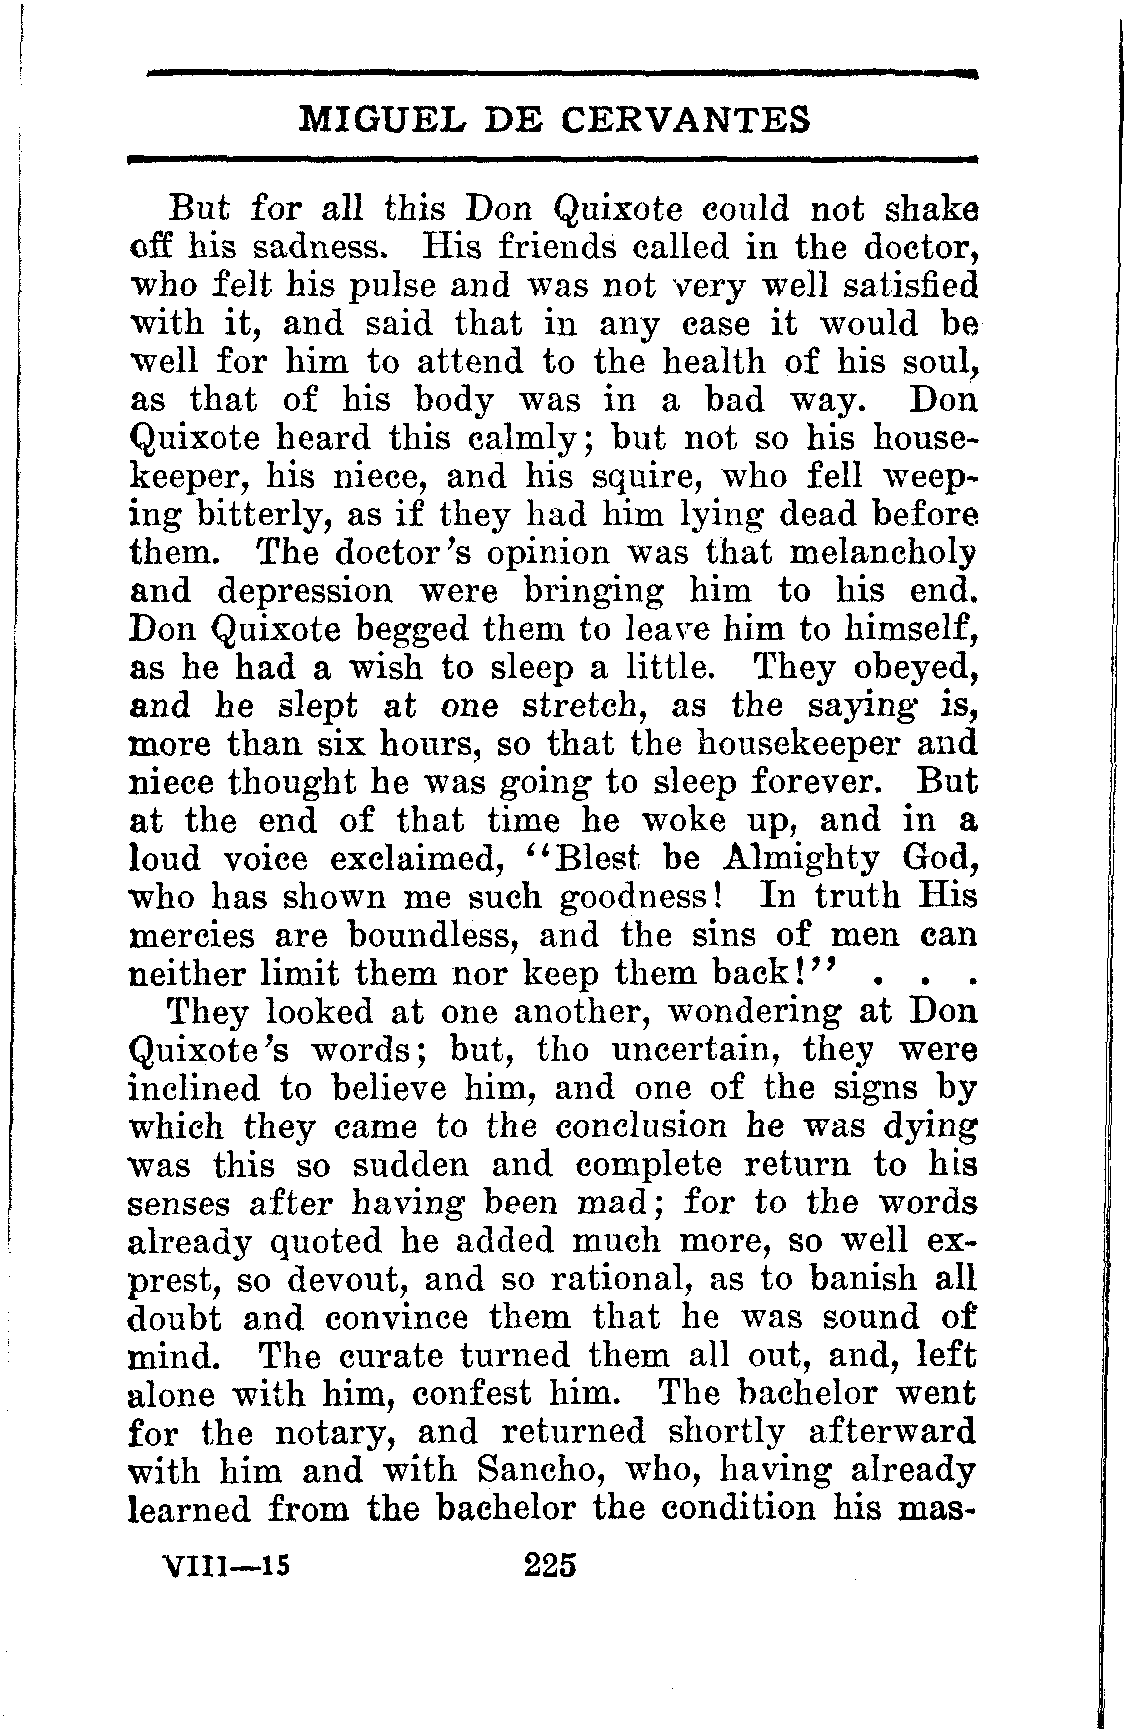 MIGUEL DE CERVANTES
But for all this Don Quixote could not shake
off his sadness. His friends called in the doctor,
who felt his pulse and was not very well satisfied
with it, and said that in any case it would be
well for him to attend to the health of his soul,
as that of his body was in a bad way. Don
Quixote heard this calmly; but not so his house-
keeper, his niece, and his squire, who fell weep-
ing bitterly, as if they had him lying dead before
them. The doctor's opinion was that melancholy
and depression were bringing him to his end.
Don Quixote begged them to leave him to himself,
as he had a wish to sleep a little. They obeyed,
and he slept at one stretch, as the saying is,
more than six hours, so that the housekeeper and
niece thought he was going to sleep forever. But
at the end of that time he woke up, and in a
loud voice exclaimed, "Blest be Almighty God,
who has shown me such goodness! In truth His
mercies are boundless, and the sins of men can
neither limit them nor keep them back!" . . .
They looked at one another, wondering at Don
Quixote's words; but, tho uncertain, they were
inclined to believe him, and one of the signs by
which they came to the conclusion he was dying
was this so sudden and complete return to his
senses after having been mad; for to the words
already quoted he added much more, so well ex-
prest, so devout, and so rational, as to banish all
doubt and convince them that he was sound of
mind. The curate turned them all out, and, left
alone with him, confest him. The bachelor went
for the notary, and returned shortly afterward
with him and with Sancho, who, having already
learned from the bachelor the condition his mas-
VIII—15 225